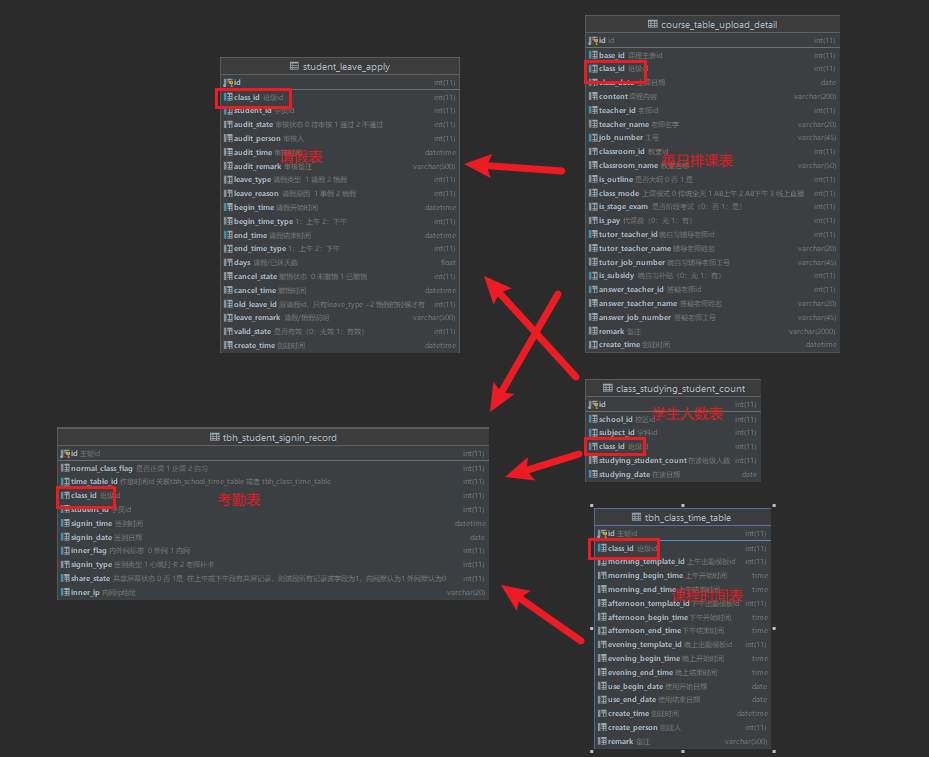 course_table_upload_detail
id id int(11)
base_id 课程主表id int(11)
class_id 班级id int(11)
class_date 上课日期 date
content 课程内容 varchar(200)
teacher_id 老师id int(11)
teacher_name 老师名字 varchar(20)
job_number 工号 varchar(45)
classroom_id 教室id int(11)
classroom_name varchar(50)
每日排课表
is_outline 是否大纲 0 否 1 是 int(11)
class_mode 上课模式 0 传统全天 1 AB上午 2 AB下午 3 线上直播 int(11)
is_stage_exam 是否阶段考试（0：否 1：是） int(11)
is_pay 代课费（0：无 1：有） int(11)
tutor_teacher_id 晚自习辅导老师id int(11)
tutor_teacher_name 辅导老师姓名 varchar(20)
tutor_job_number 晚自习辅导老师工号 varchar(45)
is_subsidy 晚自习补贴（0：无 1：有） int(11)
answer_teacher_id 答疑老师id int(11)
answer_teacher_name 答疑老师姓名 varchar(20)
answer_job_number 答疑老师工号 varchar(45)
remark 备注 varchar(2000)
create_time 创建时间 datetime
student_leave_apply
id int(11)
class_id 班级id int(11)
student_id 学员id int(11)
audit_state 审核状态 0 待审核 1 通过 2 不通过 int(11)
audit_person 审核人 int(11)
audit_time datetime
请假表
audit_remark 审核备注 varchar(500)
leave_type 请假类型 1 请假 2 销假 int(11)
leave_reason 请假原因 1 事假 2 病假 int(11)
begin_time 请假开始时间 datetime
begin_time_type 1：上午 2：下午 int(11)
end_time 请假结束时间 datetime
end_time_type 1：上午 2：下午 int(11)
days 请假/已休天数 float
cancel_state 撤销状态 0 未撤销 1 已撤销 int(11)
cancel_time 撤销时间 datetime
old_leave_id 原请假id，只有leave_type =2 销假的时候才有 int(11)
leave_remark 请假/销假说明 varchar(500)
valid_state 是否有效（0：无效 1：有效） int(11)
create_time 创建时间 datetime
class_studying_student_count
id int(11)
学生人数表
school_id 校区id int(11)
subject_id 学科id int(11)
class_id 班级id int(11)
studying_student_count 在读班级人数 int(11)
studying_date 在读日期 date
tbh_student_signin_record
id 主键id int(11)
normal_class_flag 是否正课 1 正课 2 自习 int(11)
time_table_id 作息时间id 关联tbh_school_time_table 或者 tbh_class_time_table int(11)
class_id 班级id int(11)
考勤表
student_id 学员id int(11)
signin_time 签到时间 datetime
signin_date 签到日期 date
inner_flag 内外网标志 0 外网 1 内网 int(11)
signin_type 签到类型 1 心跳打卡 2 老师补卡 int(11)
share_state 共享屏幕状态 0 否 1是 在上午或下午段有共屏记录，则该段所有记录该字段为1，内网默认为1 外网默认为0 int(11)
inner_ip 内网ip地址 varchar(20)
tbh_class_time_table
id 主键id int(11)
class_id 班级id int(11)
morning_template_id 上午出勤模板id int(11)
morning_begin_time 上午开始时间 time
morning_end_time 上午结束时间 time
课程时间表
afternoon_template_id 下午出勤模板id int(11)
afternoon_begin_time 下午开始时间 time
afternoon_end_time 下午结束时间 time
evening_template_id 晚上出勤模板id int(11)
evening_begin_time 晚上开始时间 time
evening_end_time 晚上结束时间 time
use_begin_date 使用开始日期 date
use_end_date 使用结束日期 date
create_time 创建时间 datetime
create_person 创建人 int(11)
remark 备注 varchar(500)